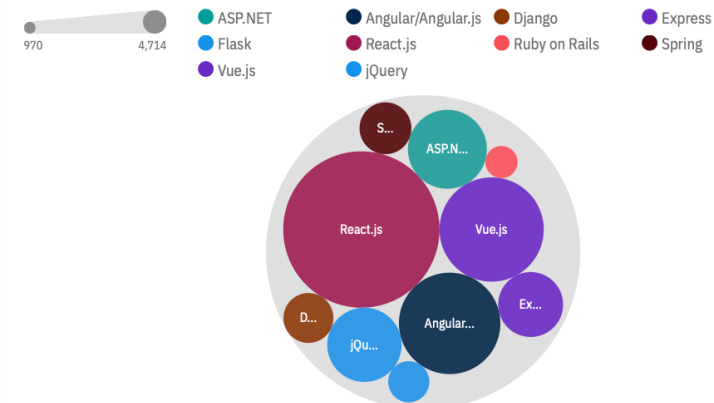 970 4,714
ASP.NET Angular/Angular.js Django Express
Flask React.js Ruby on Rails Spring
Vue.js jQuery
S...
ASP.N...
React.js
Vue.js
Ex...
D...
Angular...
jQu...